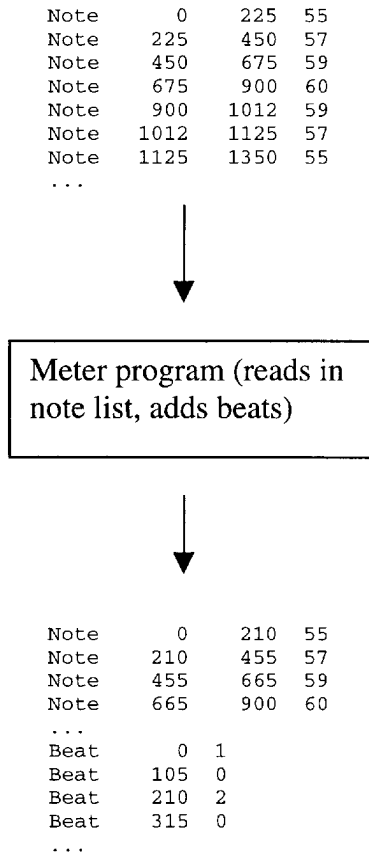 Note 0 225 55
Note 225 450 57
Note 450 675 59
Note 675 900 60
Note 900 1012 59
Note 1012 1125 57
Note 1125 1350 55
...
Meter program (reads in
note list, adds beats)
Note 0 210 55
Note 210 455 57
Note 455 665 59
Note 665 900 60
...
Beat 0 1
Beat 105 0
Beat 210 2
Beat 315 0
...